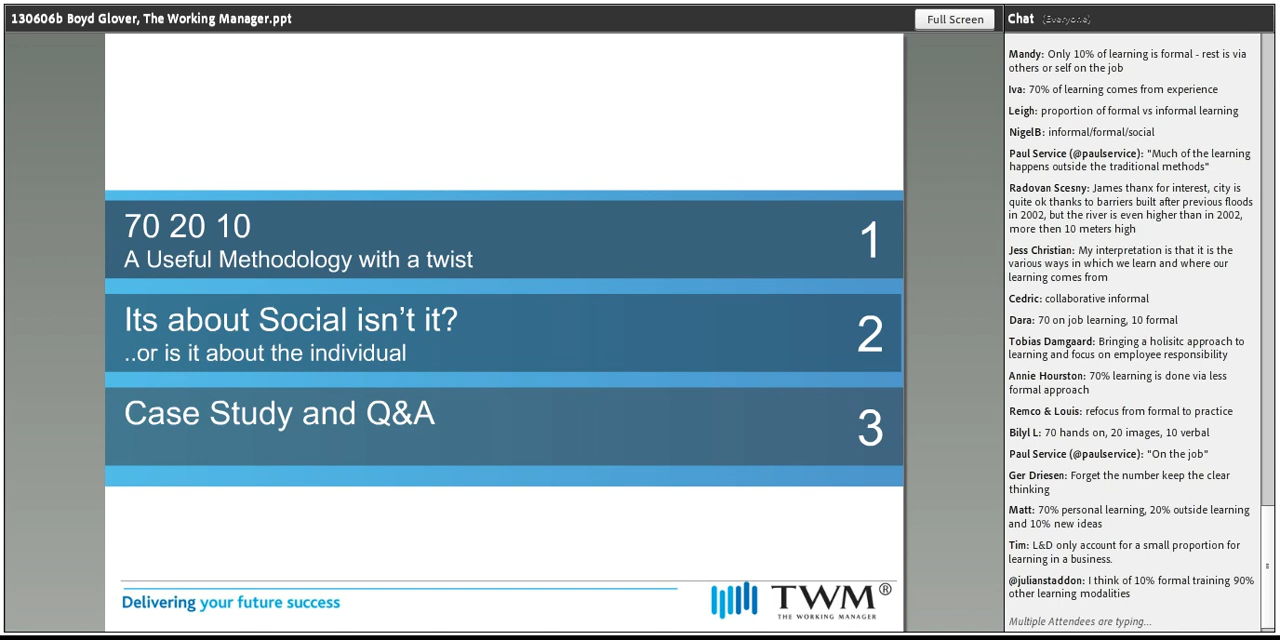 130606b Boyd Glover, The Working Manager.ppt
Full Screen
70 20 10
A Useful Methodology with a twist
1
Its about Social isn't it?
..or is it about the individual
2
Case Study and Q&A
3
Delivering your future success
TWM®
THE WORKING MANAGER
Chat (Everyone)
Mandy: Only 10% of learning is formal - rest is via
others or self on the job
Iva: 70% of learning comes from experience
Leigh: proportion of formal vs informal learning
NigelB: informal/formal/social
Paul Service (@paulservice): "Much of the learning
happens outside the traditional methods"
Radovan Scesny: James thanx for interest, city is
quite ok thanks to barriers built after previous floods
in 2002, but the river is even higher than in 2002,
more then 10 meters high
Jess Christian: My interpretation is that it is the
various ways in which we learn and where our
learning comes from
Cedric: collaborative informal
Dara: 70 on job learning, 10 formal
Tobias Damgaard: Bringing a holisitc approach to
learning and focus on employee responsibility
Annie Hourston: 70% learning is done via less
formal approach
Remco & Louis: refocus from formal to practice
Bilyl L: 70 hands on, 20 images, 10 verbal
Paul Service (@paulservice): "On the job"
Ger Driesen: Forget the number keep the clear
thinking
Matt: 70% personal learning, 20% outside learning
and 10% new ideas
Tim: L&D only account for a small proportion for
learning in a business.
@julianstaddon: I think of 10% formal training 90%
other learning modalities
Multiple Attendees are typing...